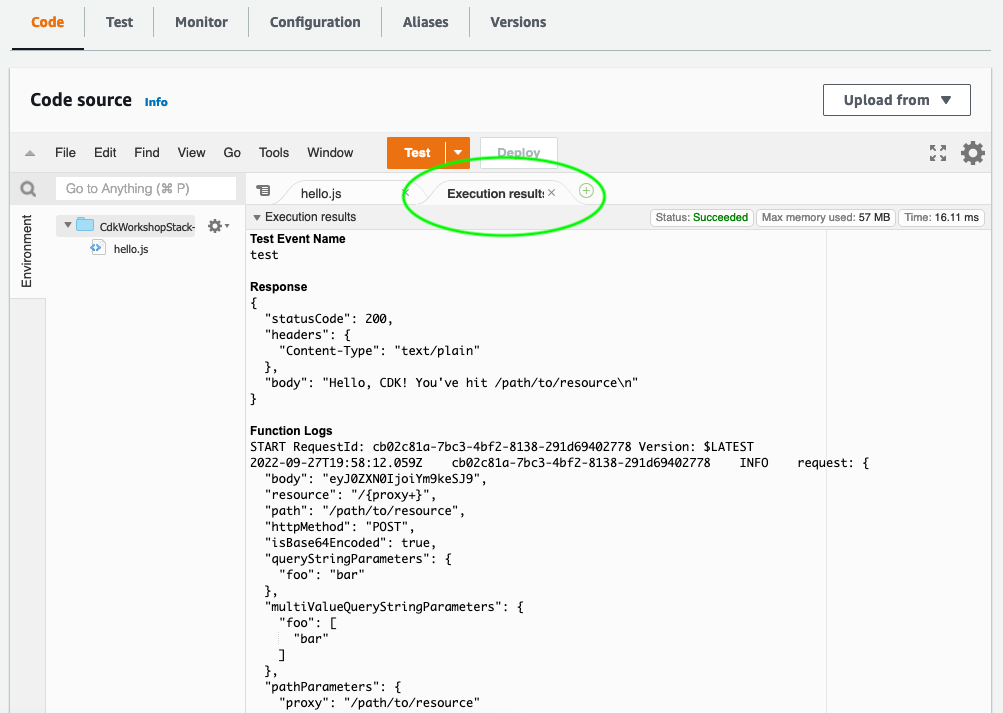 Code Test Monitor Configuration Aliases Versions
Code source Info Upload from
File Edit Find View Go Tools Window Test Deploy
Go to Anything (⌘ P) hello.js Execution results
Environment
CdkWorkshopStack-
hello.js
Execution results Status: Succeeded Max memory used: 57 MB Time: 16.11 ms
Test Event Name
test
Response
{
  "statusCode": 200,
  "headers": {
    "Content-Type": "text/plain"
  },
  "body": "Hello, CDK! You've hit /path/to/resource\n"
}
Function Logs
START RequestId: cb02c81a-7bc3-4bf2-8138-291d69402778 Version: $LATEST
2022-09-27T19:58:12.059Z    cb02c81a-7bc3-4bf2-8138-291d69402778    INFO    request: {
  "body": "eyJ0ZXN0IjoiYm9keSJ9",
  "resource": "/{proxy+}",
  "path": "/path/to/resource",
  "httpMethod": "POST",
  "isBase64Encoded": true,
  "queryStringParameters": {
    "foo": "bar"
  },
  "multiValueQueryStringParameters": {
    "foo": [
      "bar"
    ]
  },
  "pathParameters": {
    "proxy": "/path/to/resource"